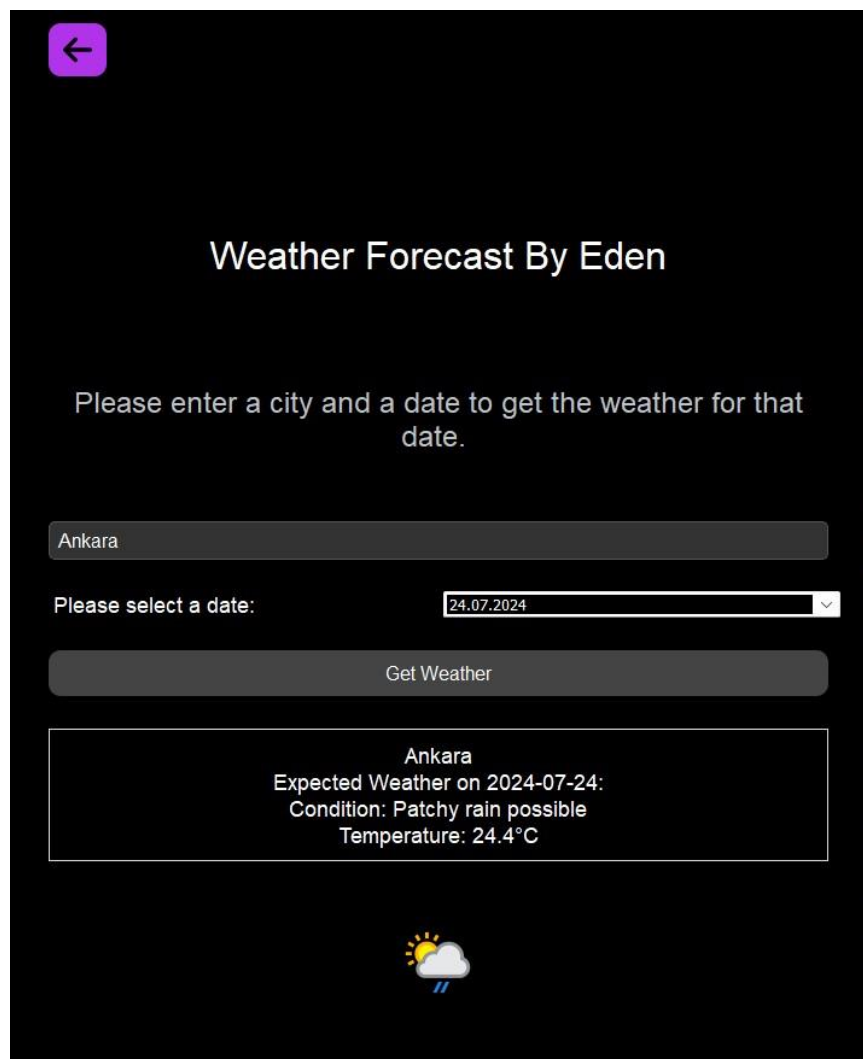 Weather Forecast By Eden
Please enter a city and a date to get the weather for that
date.
Ankara
Please select a date:
24.07.2024
Get Weather
Ankara
Expected Weather on 2024-07-24:
Condition: Patchy rain possible
Temperature: 24.4°C